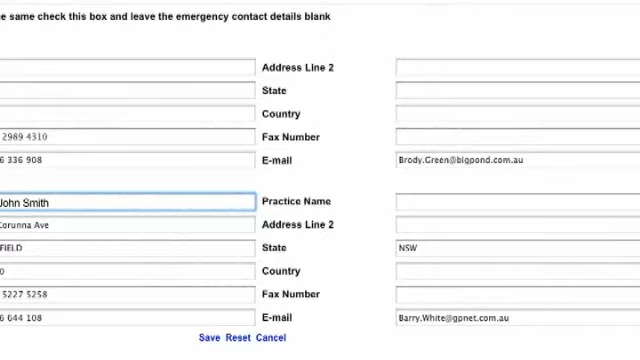 e same check this box and leave the emergency contact details blank
Address Line 2
State
Country
2989 4310 Fax Number
6 336 908 E-mail Brody.Green@bigpond.com.au
John Smith Practice Name
Corunna Ave Address Line 2
FIELD State NSW
0 Country
5227 5258 Fax Number
6 644 108 E-mail Barry.White@gpnet.com.au
Save Reset Cancel